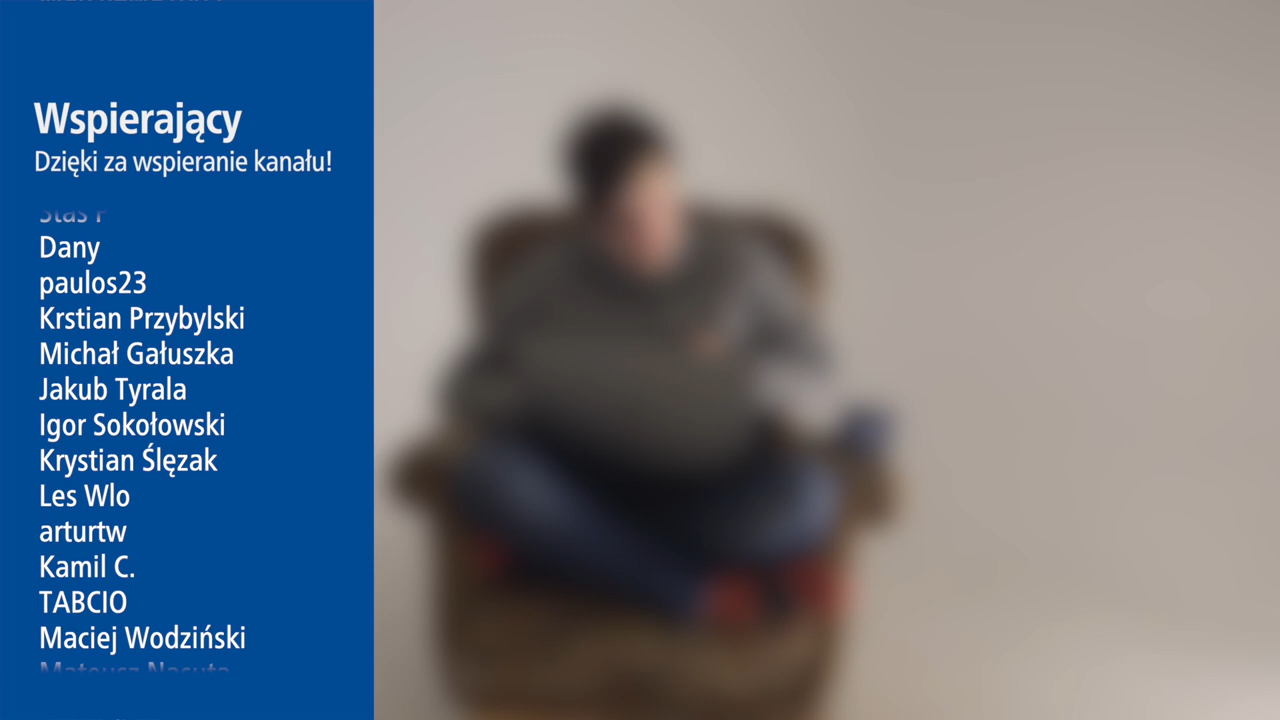 Wspierający
Dzięki za wspieranie kanału!
Dany
paulos23
Krstian Przybylski
Michał Gałuszka
Jakub Tyrala
Igor Sokołowski
Krystian Ślęzak
Les Wlo
arturtw
Kamil C.
TABCIO
Maciej Wodziński